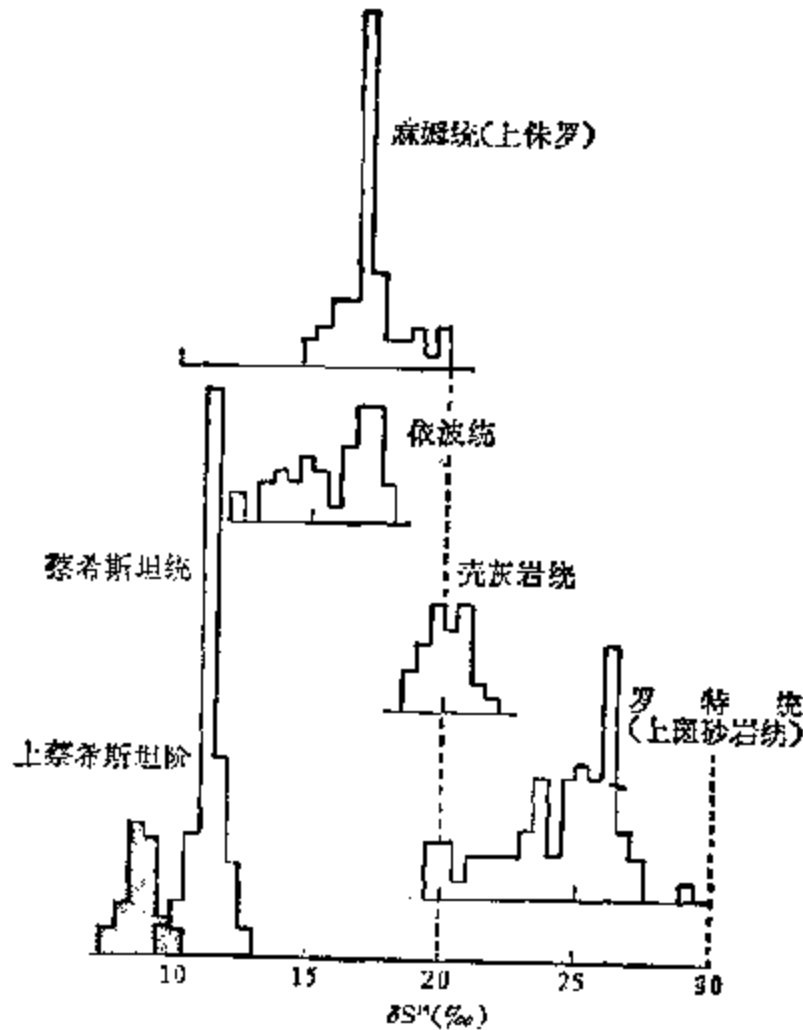 麻姆统(上侏罗)
依波统
蔡希斯坦统
壳灰岩统
罗特统
(上斑砂岩统)
上蔡希斯坦阶
10 15 20 25 30
δS³⁴(‰)